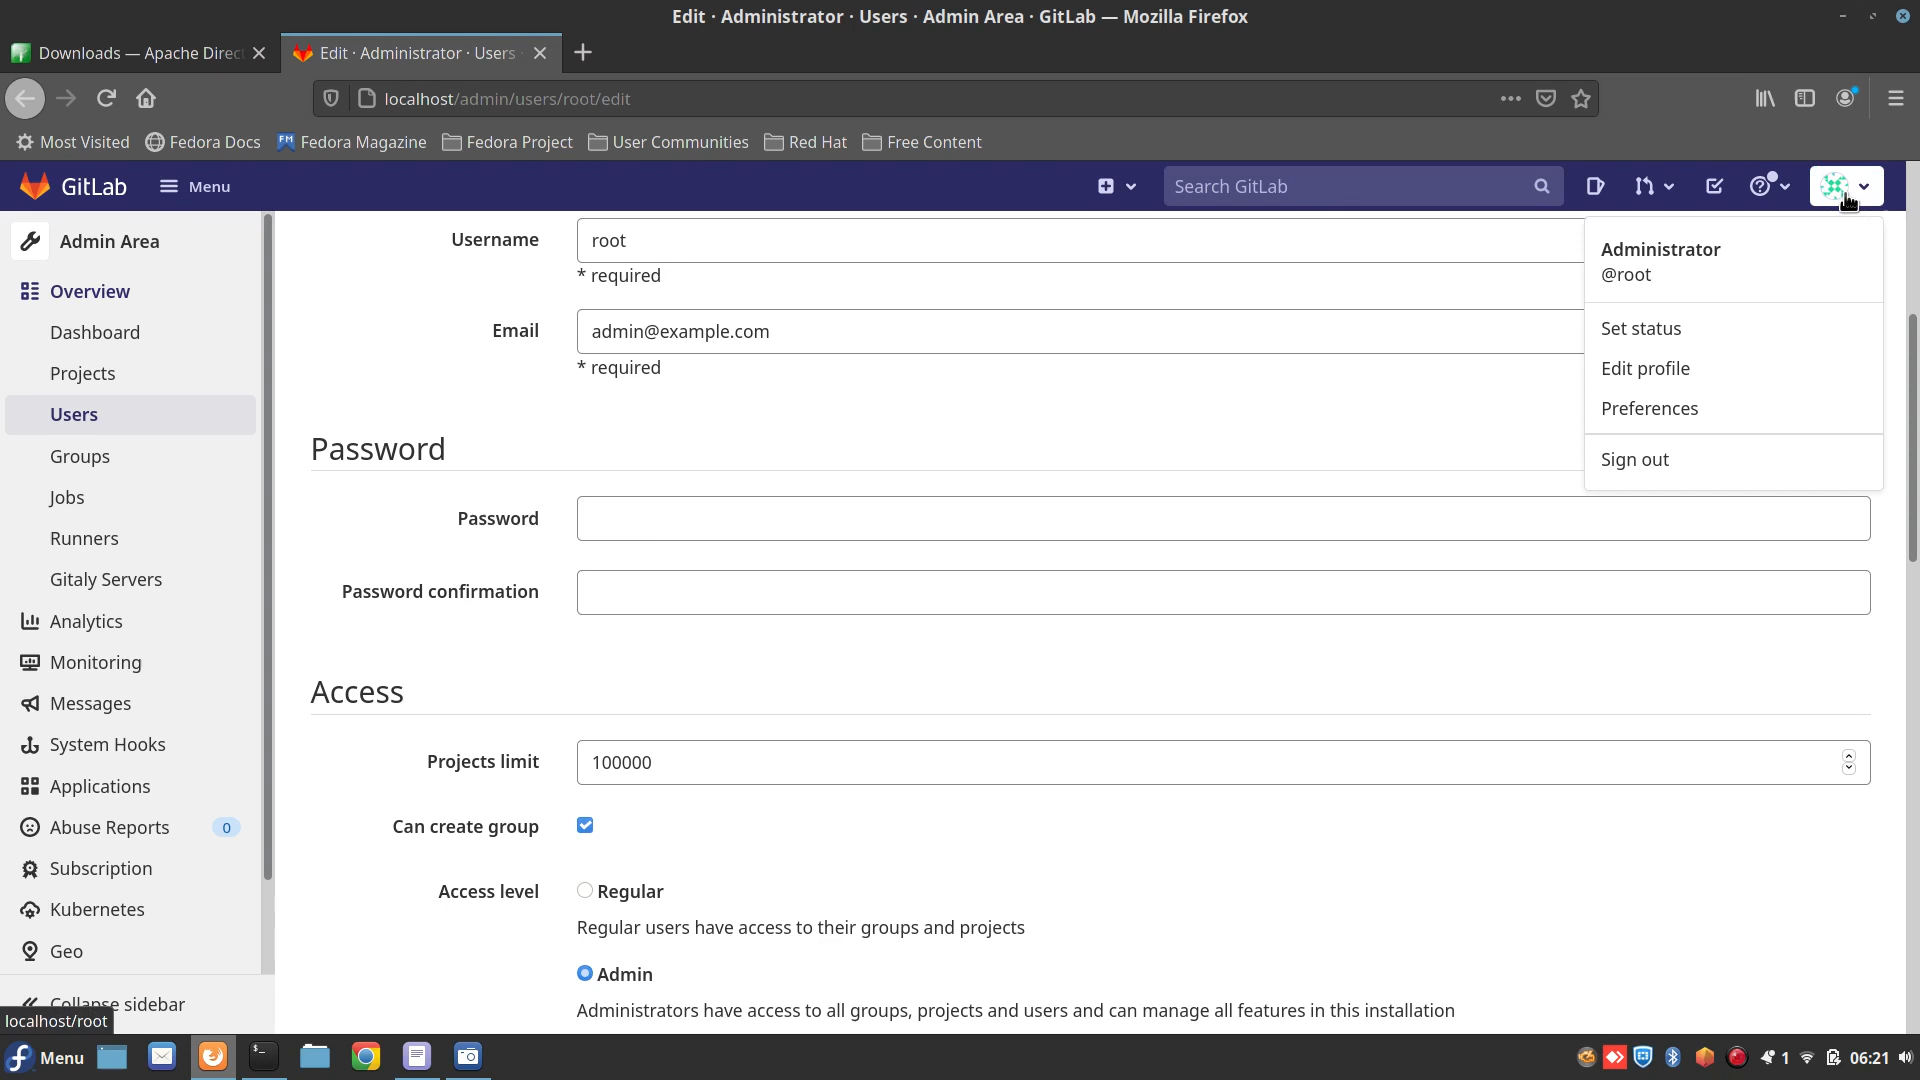 Edit · Administrator · Users · Admin Area · GitLab — Mozilla Firefox
Downloads — Apache Direct
Edit · Administrator · Users
localhost/admin/users/root/edit
Most Visited
Fedora Docs
Fedora Magazine
Fedora Project
User Communities
Red Hat
Free Content
GitLab
Menu
Search GitLab
Admin Area
Overview
Dashboard
Projects
Users
Groups
Jobs
Runners
Gitaly Servers
Analytics
Monitoring
Messages
System Hooks
Applications
Abuse Reports 0
Subscription
Kubernetes
Geo
Collapse sidebar
localhost/root
Username
root
* required
Email
admin@example.com
* required
Password
Password
Password confirmation
Access
Projects limit
100000
Can create group
Access level
Regular
Regular users have access to their groups and projects
Admin
Administrators have access to all groups, projects and users and can manage all features in this installation
Administrator
@root
Set status
Edit profile
Preferences
Sign out
Menu
1
06:21